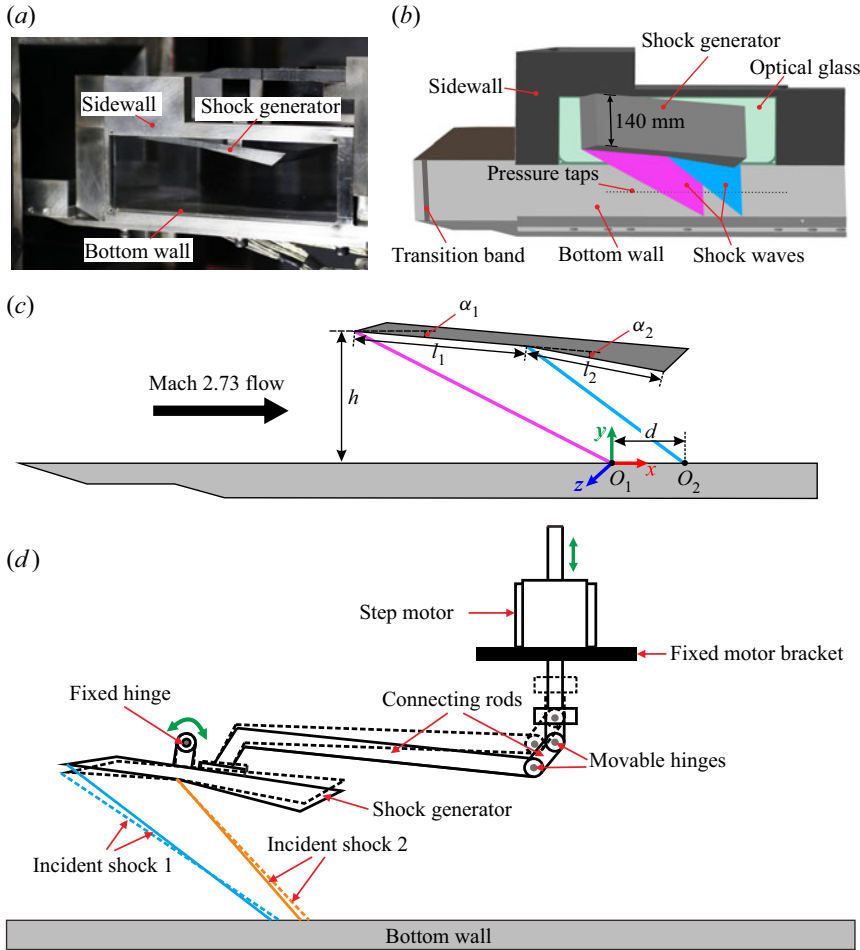 (a)
Sidewall
Shock generator
Bottom wall
(b)
Shock generator
Sidewall
Optical glass
140 mm
Pressure taps
Transition band
Bottom wall
Shock waves
(c)
α1
α2
l1
l2
Mach 2.73 flow
h
d
y
x
z
O1
O2
(d)
Step motor
Fixed motor bracket
Fixed hinge
Connecting rods
Movable hinges
Shock generator
Incident shock 2
Incident shock 1
Bottom wall